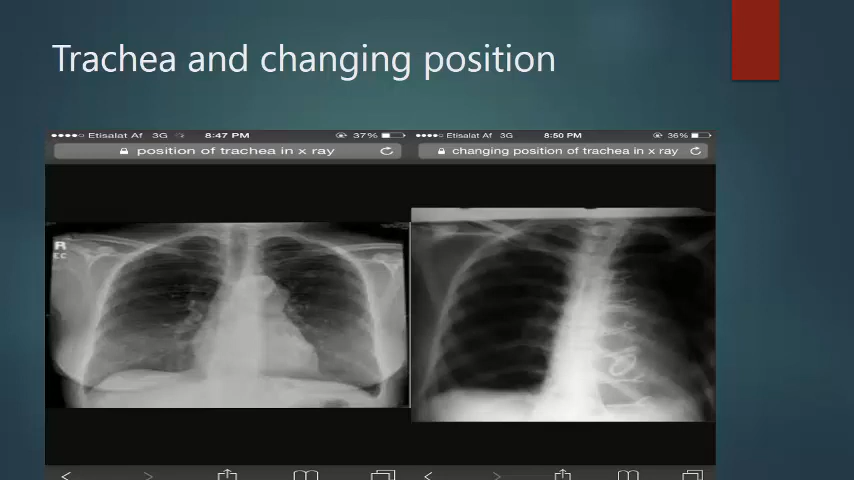 Trachea and changing position
Etisalat Af 3G 8:47 PM 37%
position of trachea in x ray
Etisalat Af 3G 8:50 PM 36%
changing position of trachea in x ray
R
EC